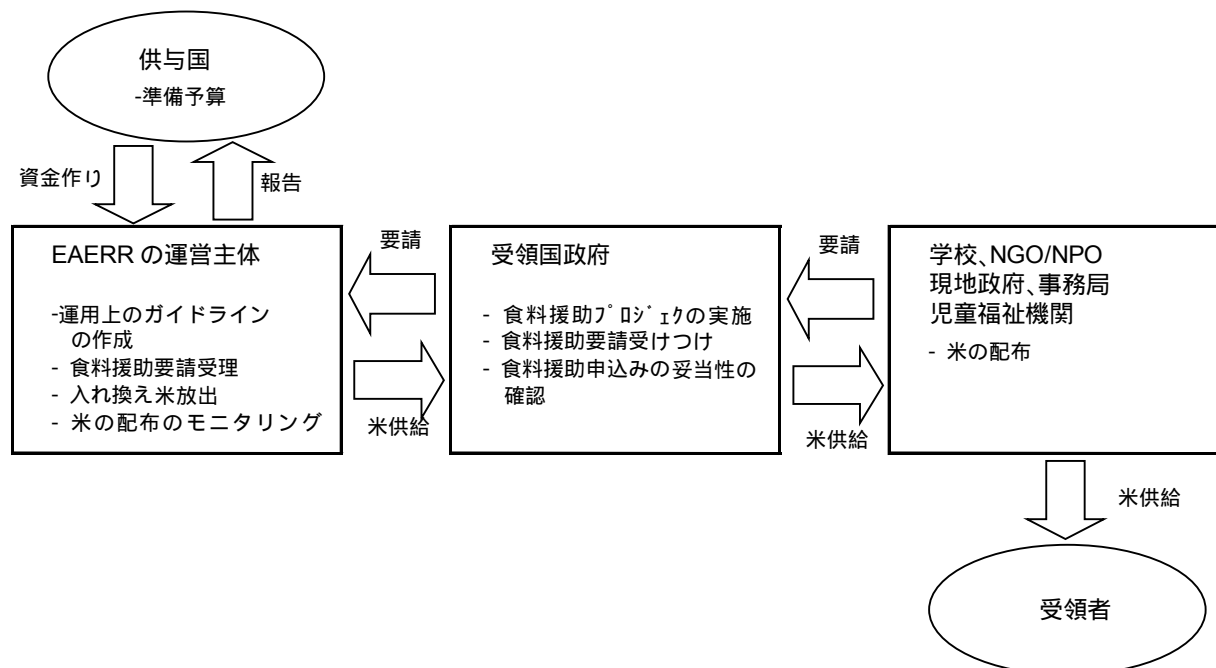 供与国
-準備予算
資金作り
報告
EAERR の運営主体
-運用上のガイドライン
の作成
- 食料援助要請受理
- 入れ換え米放出
- 米の配布のモニタリング
要請
米供給
受領国政府
- 食料援助ﾌﾟﾛｼﾞｪｸの実施
- 食料援助要請受けつけ
- 食料援助申込みの妥当性の
確認
要請
米供給
学校、NGO/NPO
現地政府、事務局
児童福祉機関
- 米の配布
米供給
受領者